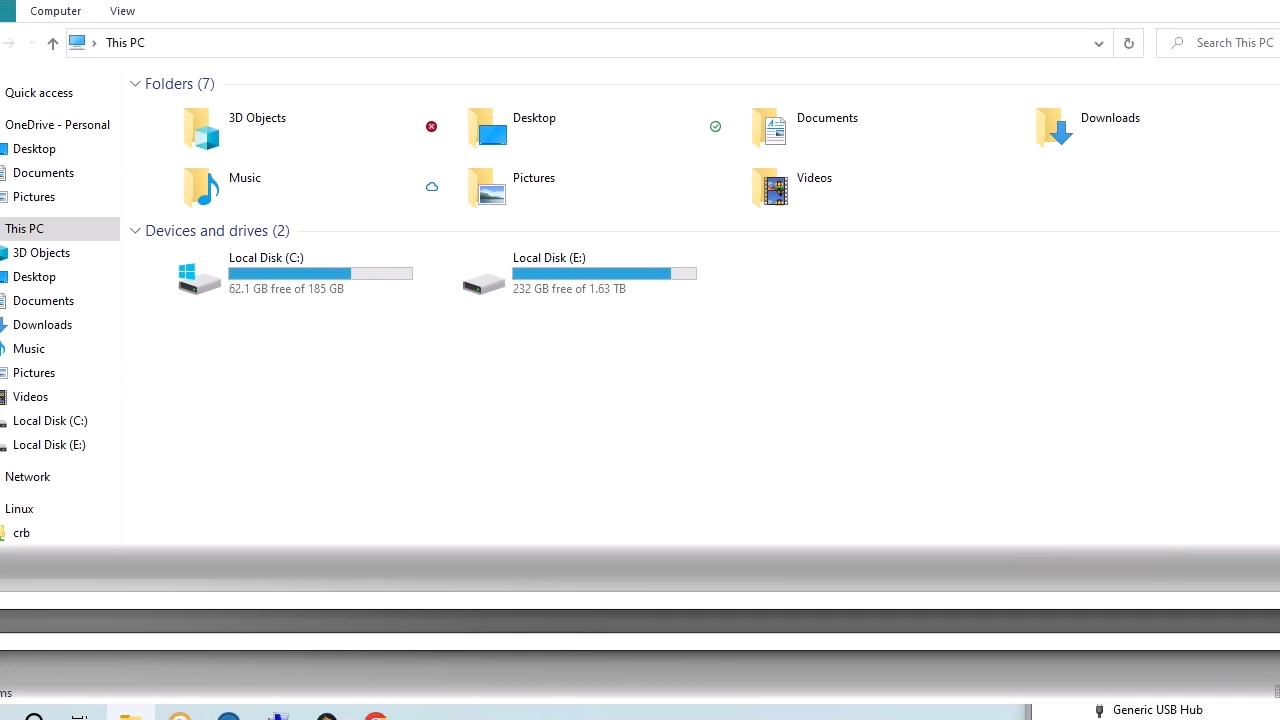 Computer View
This PC
Search This PC
Quick access
OneDrive - Personal
Desktop
Documents
Pictures
This PC
3D Objects
Desktop
Documents
Downloads
Music
Pictures
Videos
Local Disk (C:)
Local Disk (E:)
Network
Linux
crb
Folders (7)
3D Objects
Desktop
Documents
Downloads
Music
Pictures
Videos
Devices and drives (2)
Local Disk (C:)
62.1 GB free of 185 GB
Local Disk (E:)
232 GB free of 1.63 TB
Generic USB Hub